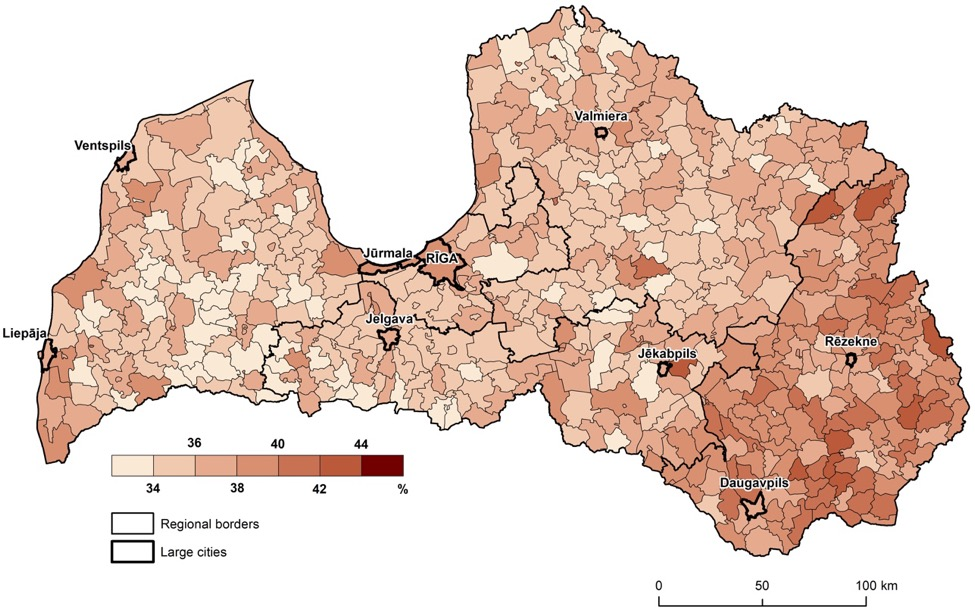 Valmiera
Ventspils
Jūrmala
RĪGA
Jelgava
Liepāja
Rēzekne
Jēkabpils
Daugavpils
36 40 44
34 38 42 %
Regional borders
Large cities
0 50 100 km